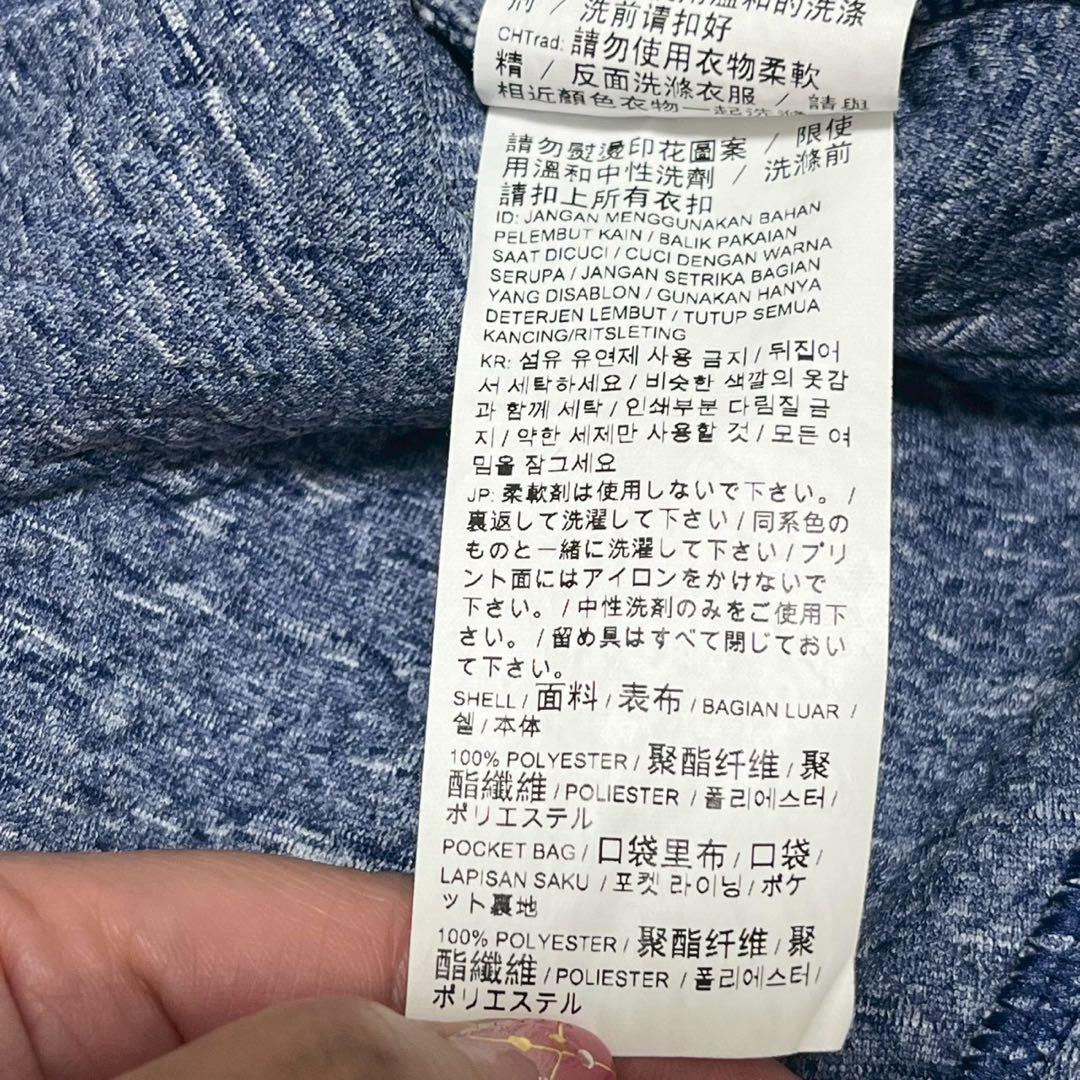 剂 / 洗前请扣好
CHTrad: 請勿使用衣物柔軟
精 / 反面洗滌衣服 / 請與
相近顏色衣物一起洗滌
請勿熨燙印花圖案 / 限使
用溫和中性洗劑 / 洗滌前
請扣上所有衣扣
ID: JANGAN MENGGUNAKAN BAHAN
PELEMBUT KAIN / BALIK PAKAIAN
SAAT DICUCI / CUCI DENGAN WARNA
SERUPA / JANGAN SETRIKA BAGIAN
YANG DISABLON / GUNAKAN HANYA
DETERJEN LEMBUT / TUTUP SEMUA
KANCING/RITSLETING
KR: 섬유 유연제 사용 금지 / 뒤집어
서 세탁하세요 / 비슷한 색깔의 옷감
과 함께 세탁 / 인쇄부분 다림질 금
지 / 약한 세제만 사용할 것 / 모든 여
밈을 잠그세요
JP: 柔軟剤は使用しないで下さい。 /
裏返して洗濯して下さい / 同系色の
ものと一緒に洗濯して下さい / プリ
ント面にはアイロンをかけないで
下さい。 / 中性洗剤のみをご使用下
さい。 / 留め具はすべて閉じておい
て下さい。
SHELL / 面料 / 表布 / BAGIAN LUAR /
쉘 / 本体
100% POLYESTER / 聚酯纤维 / 聚
酯纖維 / POLIESTER / 폴리에스터 /
ポリエステル
POCKET BAG / 口袋里布 / 口袋 /
LAPISAN SAKU / 포켓 라이닝 / ポケ
ット裏地
100% POLYESTER / 聚酯纤维 / 聚
酯纖維 / POLIESTER / 폴리에스터 /
ポリエステル